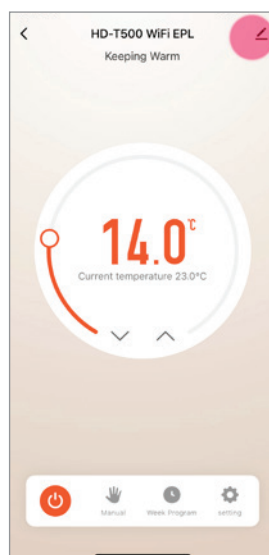 HD-T500 WiFi EPL
Keeping Warm
14.0°C
Current temperature 23.0°C
Manual
Week Program
setting